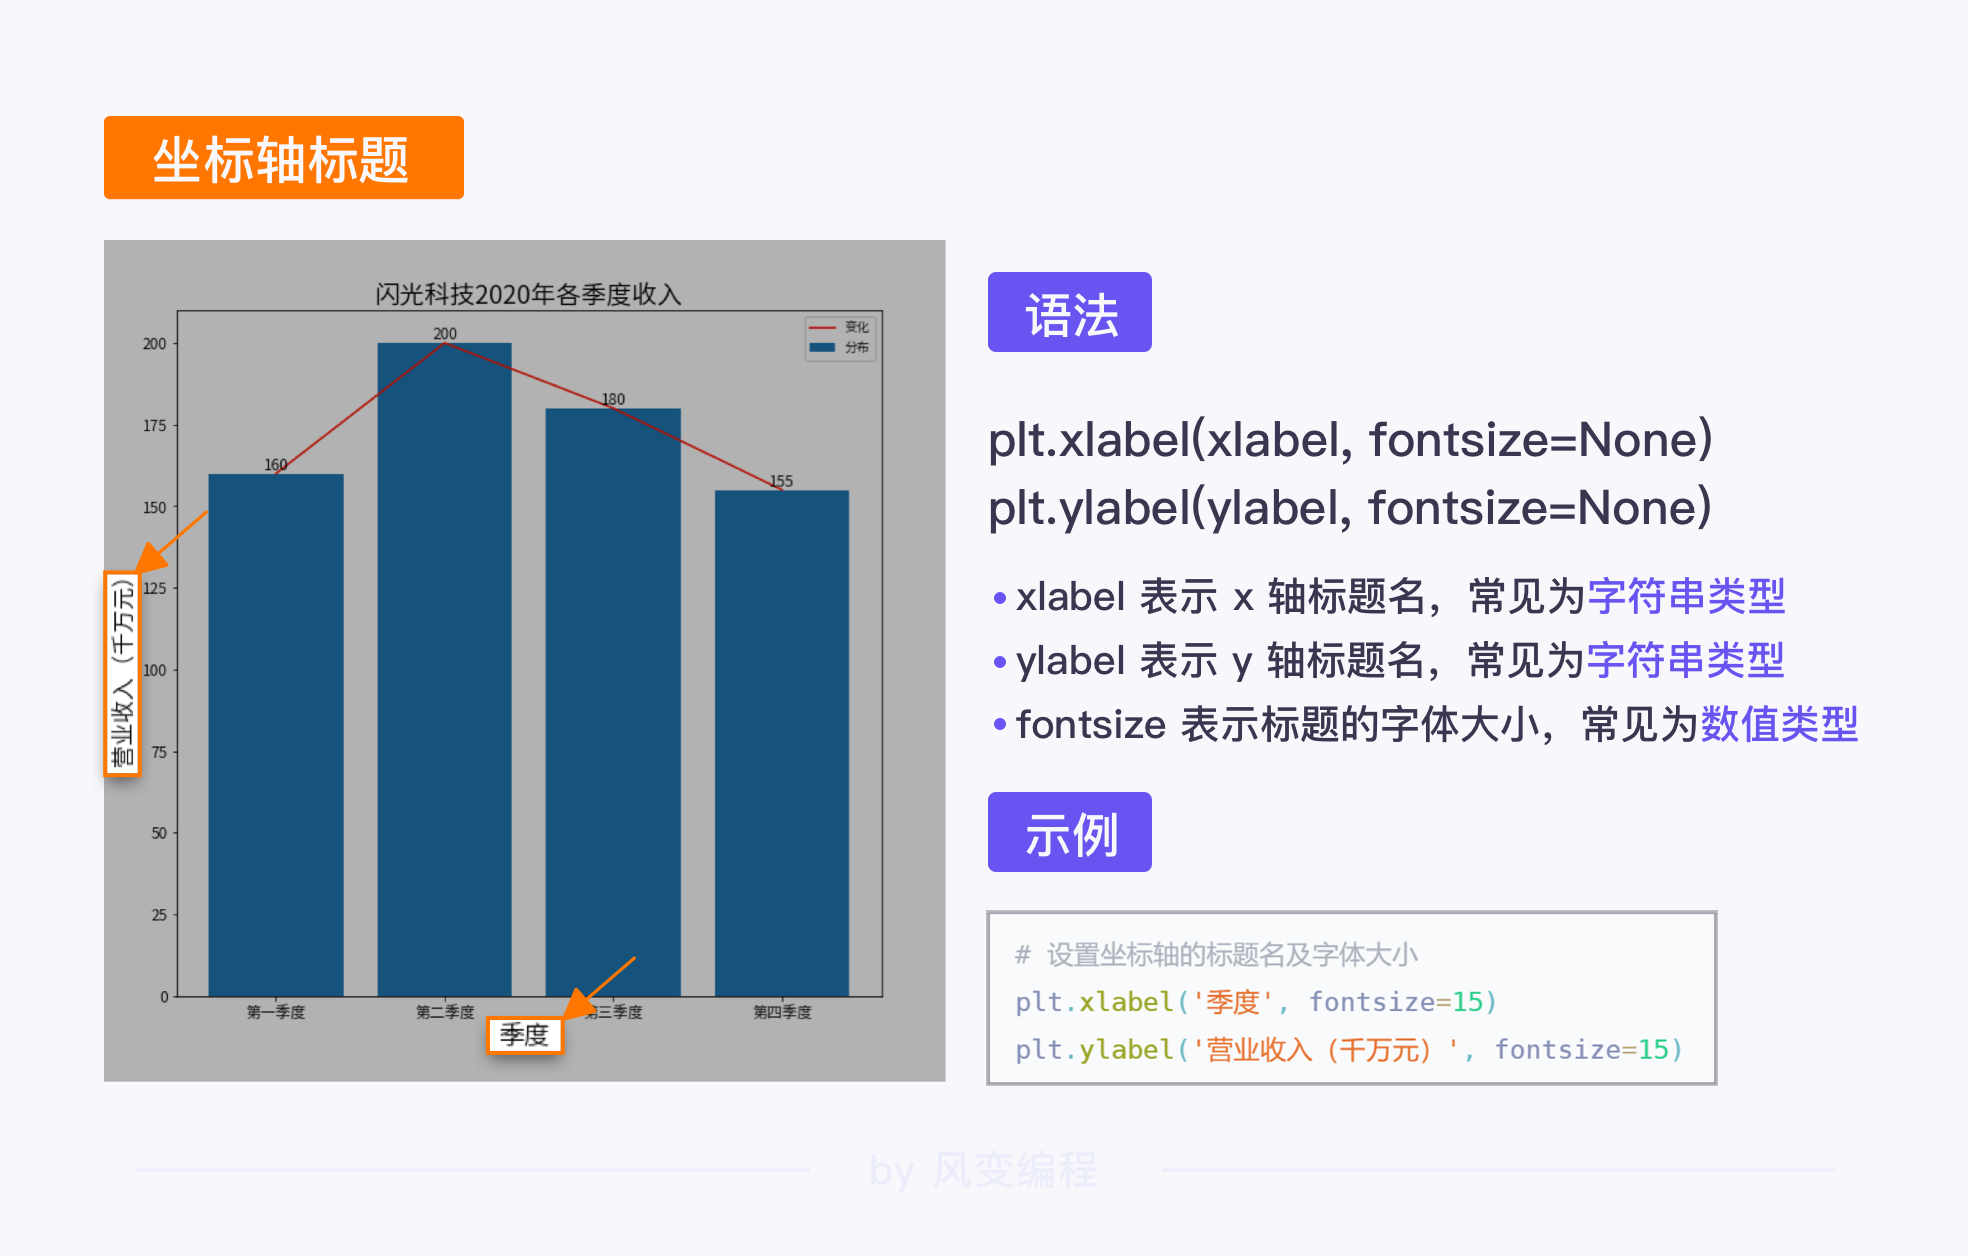 坐标轴标题
闪光科技2020年各季度收入
变化
分布
200
175
150
125
100
75
50
25
0
160
200
180
155
营业收入（千万元）
第一季度
第二季度
第三季度
第四季度
季度
语法
plt.xlabel(xlabel, fontsize=None)
plt.ylabel(ylabel, fontsize=None)
•xlabel 表示 x 轴标题名，常见为字符串类型
•ylabel 表示 y 轴标题名，常见为字符串类型
•fontsize 表示标题的字体大小，常见为数值类型
示例
# 设置坐标轴的标题名及字体大小
plt.xlabel('季度', fontsize=15)
plt.ylabel('营业收入（千万元）', fontsize=15)
by 风变编程